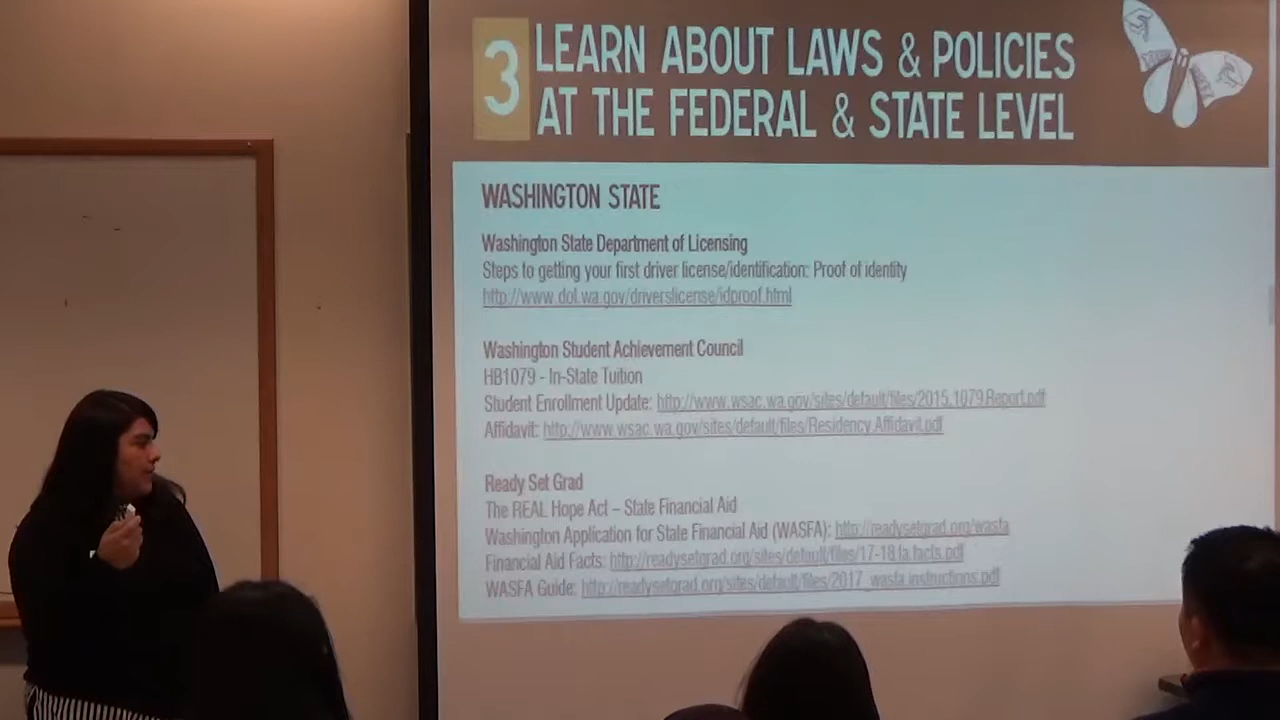 3 LEARN ABOUT LAWS & POLICIES
AT THE FEDERAL & STATE LEVEL
WASHINGTON STATE
Washington State Department of Licensing
Steps to getting your first driver license/identification: Proof of identity
http://www.dol.wa.gov/driverslicense/idproof.html
Washington Student Achievement Council
HB1079 - In-State Tuition
Student Enrollment Update: http://www.wsac.wa.gov/sites/default/files/2015.1079.Report.pdf
Affidavit: http://www.wsac.wa.gov/sites/default/files/Residency.Affidavit.pdf
Ready Set Grad
The REAL Hope Act – State Financial Aid
Washington Application for State Financial Aid (WASFA): http://readysetgrad.org/wasfa
Financial Aid Facts: http://readysetgrad.org/sites/default/files/17-18.fa.facts.pdf
WASFA Guide: http://readysetgrad.org/sites/default/files/2017_wasfa.instructions.pdf